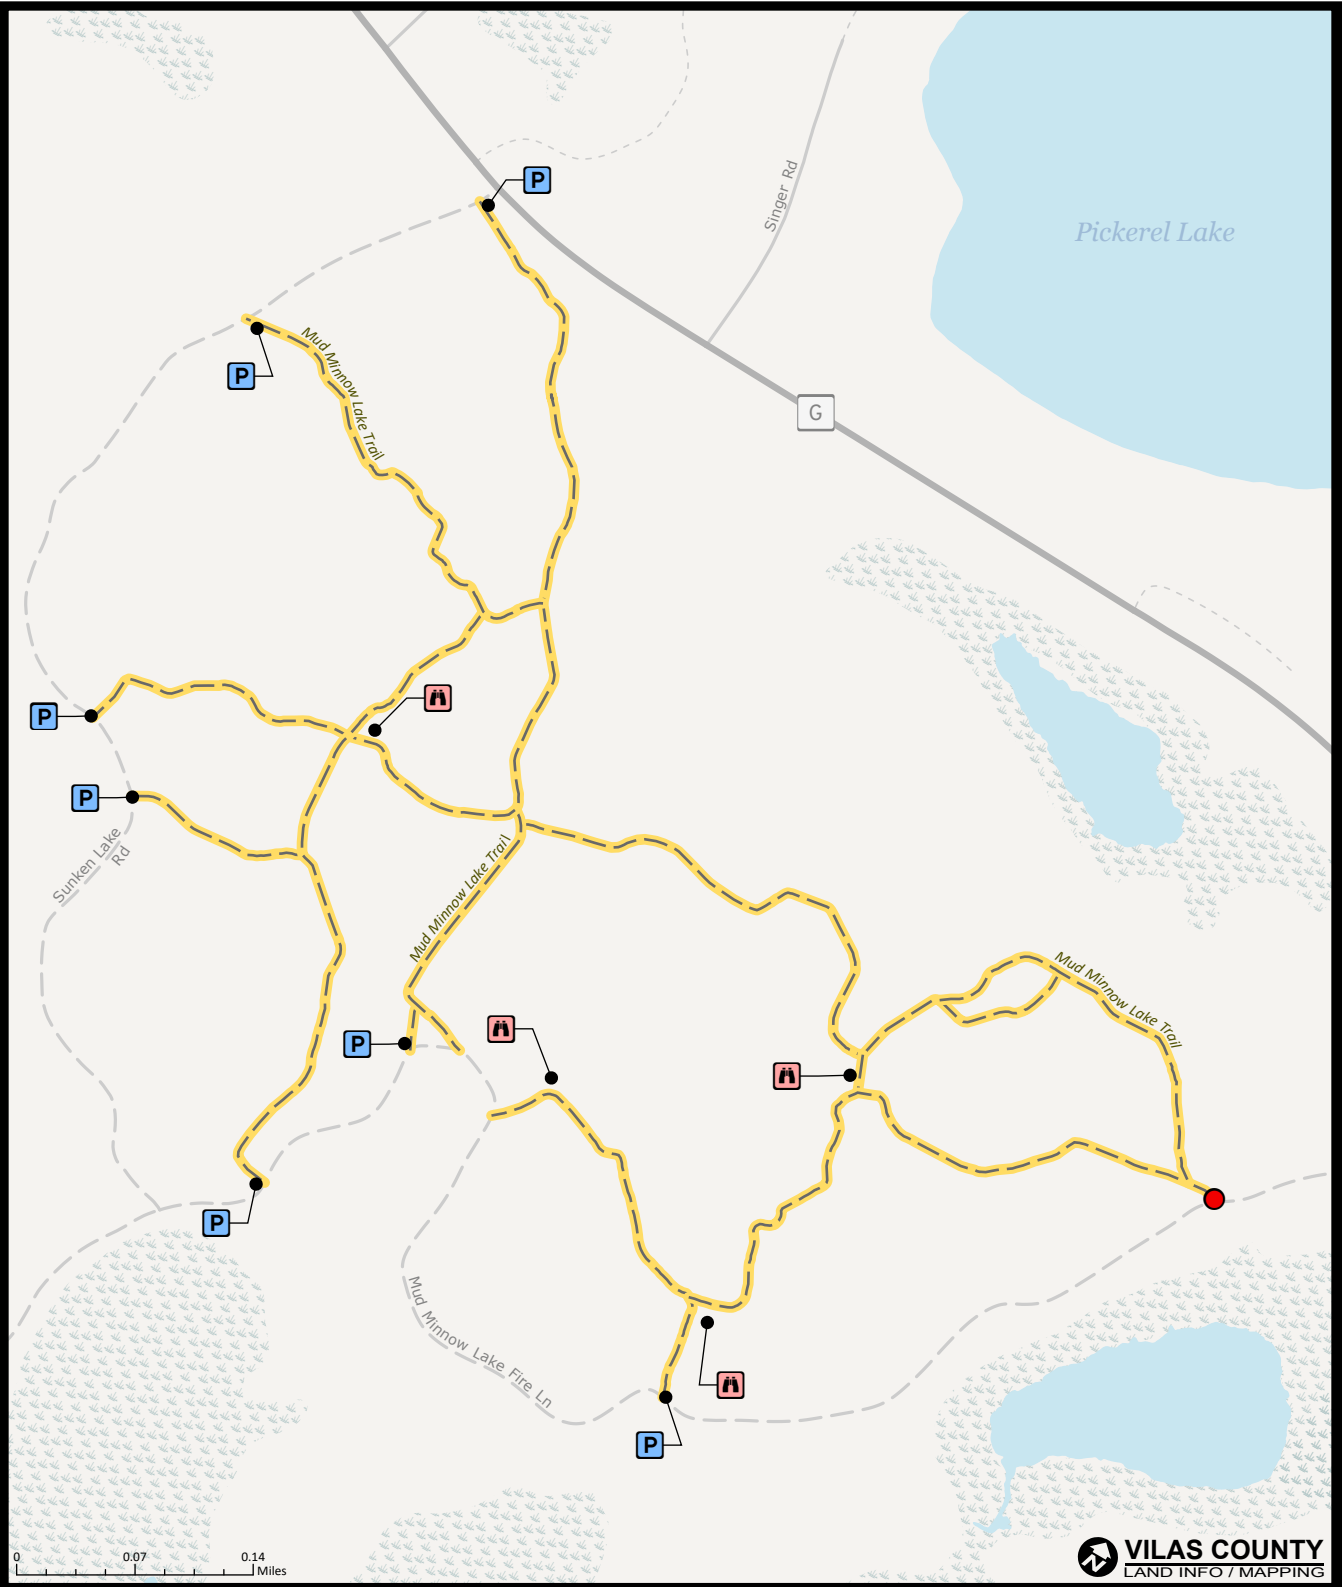 P
Singer Rd
Pickerel Lake
Mud Minnow Lake Trail
P
G
P
P
Sunken Lake
Rd
Mud Minnow Lake Trail
Mud Minnow Lake Trail
P
P
Mud Minnow Lake Fire Ln
P
0 0.07 0.14
Miles
VILAS COUNTY
LAND INFO / MAPPING